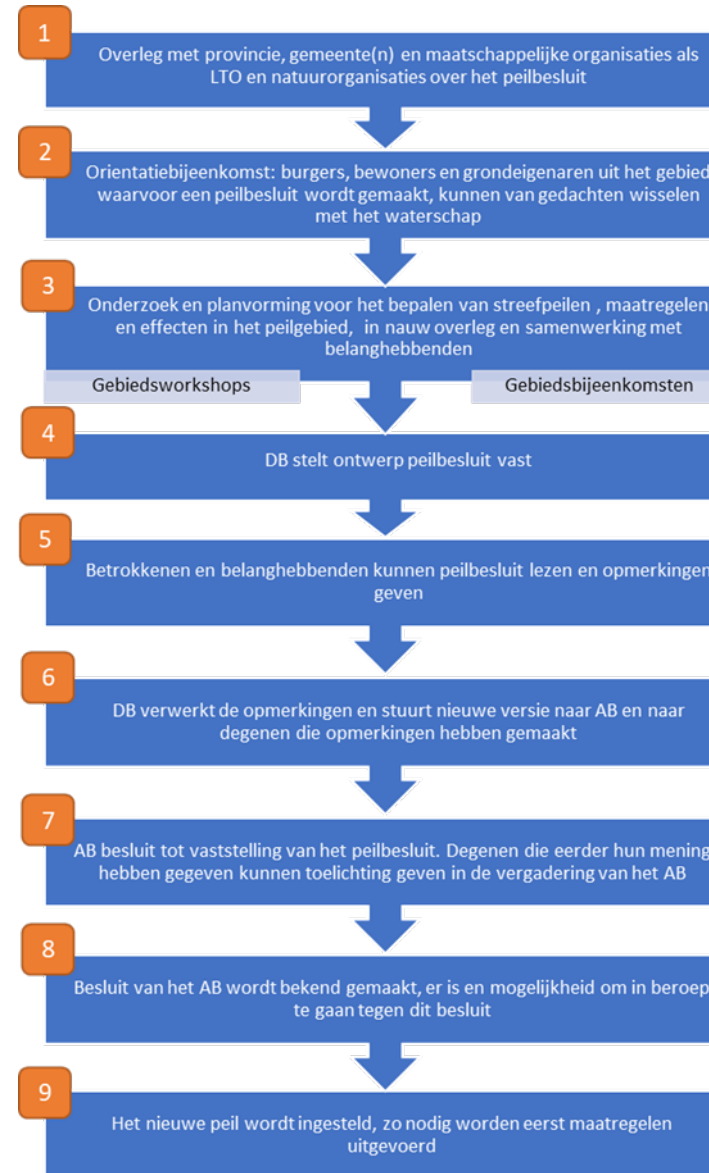 1
Overleg met provincie, gemeente(n) en maatschappelijke organisaties als
LTO en natuurorganisaties over het peilbesluit
2
Orientatiebijeenkomst: burgers, bewoners en grondeigenaren uit het gebied
waarvoor een peilbesluit wordt gemaakt, kunnen van gedachten wisselen
met het waterschap
3
Onderzoek en planvorming voor het bepalen van streefpeilen , maatregelen
en effecten in het peilgebied, in nauw overleg en samenwerking met
belanghebbenden
Gebiedsworkshops
Gebiedsbijeenkomsten
4
DB stelt ontwerp peilbesluit vast
5
Betrokkenen en belanghebbenden kunnen peilbesluit lezen en opmerkingen
geven
6
DB verwerkt de opmerkingen en stuurt nieuwe versie naar AB en naar
degenen die opmerkingen hebben gemaakt
7
AB besluit tot vaststelling van het peilbesluit. Degenen die eerder hun mening
hebben gegeven kunnen toelichting geven in de vergadering van het AB
8
Besluit van het AB wordt bekend gemaakt, er is en mogelijkheid om in beroep
te gaan tegen dit besluit
9
Het nieuwe peil wordt ingesteld, zo nodig worden eerst maatregelen
uitgevoerd